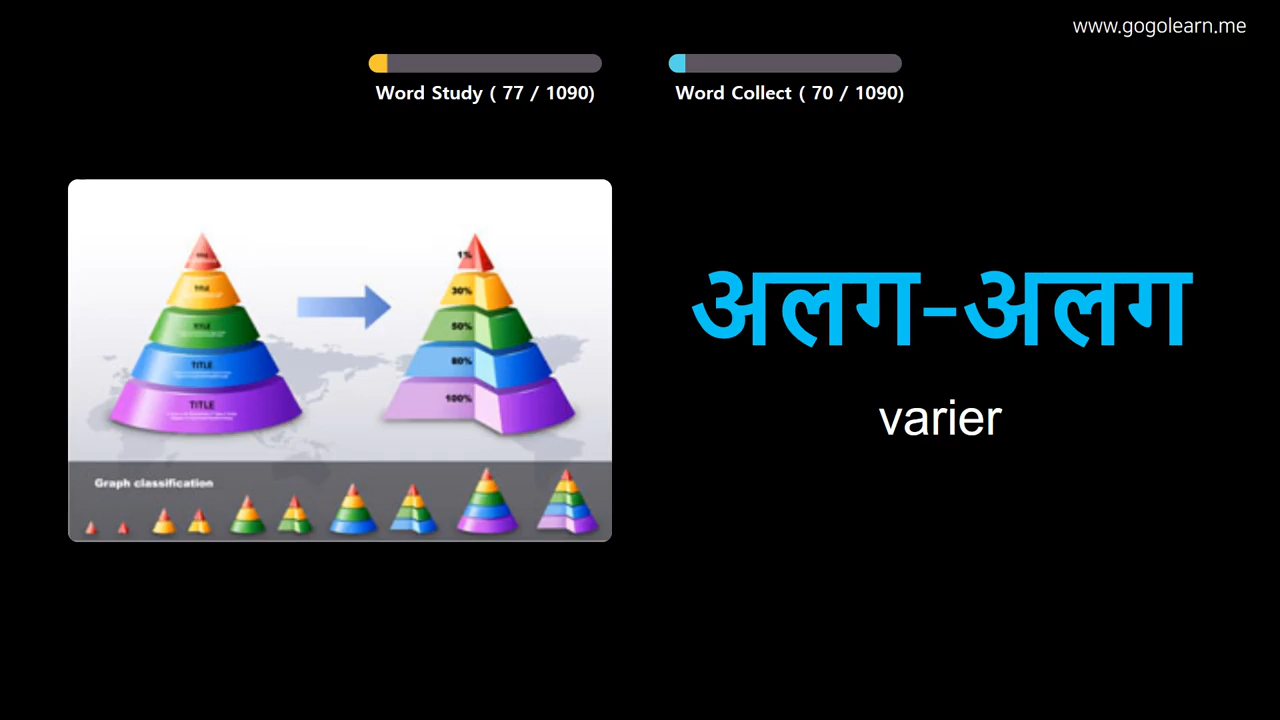 www.gogolearn.me
Word Study ( 77 / 1090)
Word Collect ( 70 / 1090)
अलग-अलग
varier
TITLE
TITLE
TITLE
TITLE
1%
30%
50%
80%
100%
Graph classification